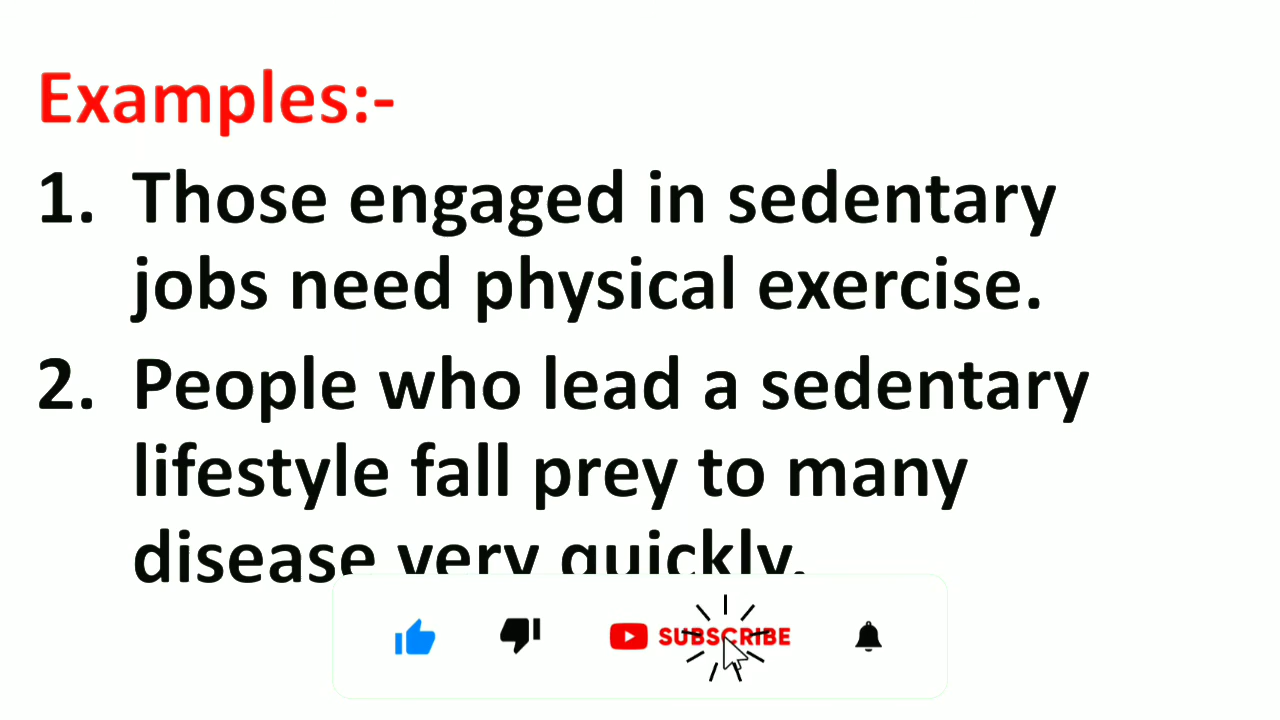 Examples:-
1. Those engaged in sedentary
jobs need physical exercise.
2. People who lead a sedentary
lifestyle fall prey to many
disease very quickly.
SUBSCRIBE